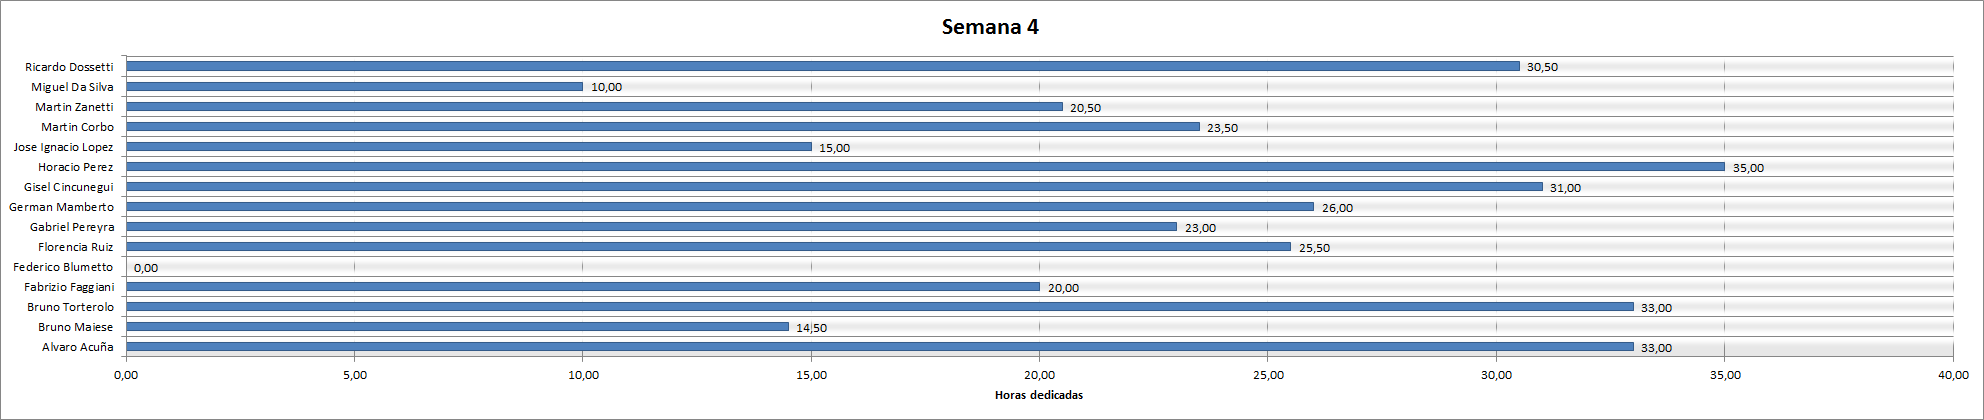 Semana 4
Ricardo Dossetti 30,50
Miguel Da Silva 10,00
Martin Zanetti 20,50
Martin Corbo 23,50
Jose Ignacio Lopez 15,00
Horacio Perez 35,00
Gisel Cincunegui 31,00
German Mamberto 26,00
Gabriel Pereyra 23,00
Florencia Ruiz 25,50
Federico Blumetto 0,00
Fabrizio Faggiani 20,00
Bruno Torterolo 33,00
Bruno Maiese 14,50
Alvaro Acuña 33,00
0,00 5,00 10,00 15,00 20,00 25,00 30,00 35,00 40,00
Horas dedicadas